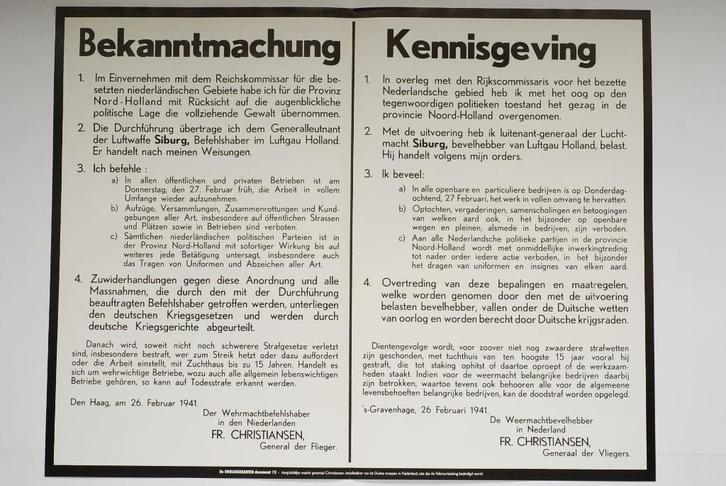 Bekanntmachung
1. Im Einvernehmen mit dem Reichskommissar für die be-
setzten niederländischen Gebiete habe ich für die Provinz
Nord-Holland mit Rücksicht auf die augenblickliche
politische Lage die vollziehende Gewalt übernommen.
2. Die Durchführung übertrage ich dem Generalleutnant
der Luftwaffe Siburg, Befehlshaber im Luftgau Holland.
Er handelt nach meinen Weisungen.
3. Ich befehle :
a) In allen öffentlichen und privaten Betrieben ist am
Donnerstag, den 27. Februar früh, die Arbeit in vollem
Umfange wieder aufzunehmen.
b) Aufzüge, Versammlungen, Zusammenrottungen und Kund-
gebungen aller Art, insbesondere auf öffentlichen Strassen
und Plätzen sowie in Betrieben sind verboten.
c) Sämtlichen niederländischen politischen Parteien ist in
der Provinz Nord-Holland mit sofortiger Wirkung bis auf
weiteres jede Betätigung untersagt, insbesondere auch
das Tragen von Uniformen und Abzeichen aller Art.
4. Zuwiderhandlungen gegen diese Anordnung und alle
Massnahmen, die durch den mit der Durchführung
beauftragten Befehlshaber getroffen werden, unterliegen
den deutschen Kriegsgesetzen und werden durch
deutsche Kriegsgerichte abgeurteilt.
Danach wird, soweit nicht noch schwerere Strafgesetze verletzt
sind, insbesondere bestraft, wer zum Streik hetzt oder dazu auffordert
oder die Arbeit einstellt, mit Zuchthaus bis zu 15 Jahren. Handelt es
sich um wehrwichtige Betriebe, wozu auch alle allgemein lebenswichtigen
Betriebe gehören, so kann auf Todesstrafe erkannt werden.
Den Haag, am 26. Februar 1941.
Der Wehrmachtbefehlshaber
in den Niederlanden
FR. CHRISTIANSEN,
General der Flieger.
Kennisgeving
1. In overleg met den Rijkscommissaris voor het bezette
Nederlandsche gebied heb ik met het oog op den
tegenwoordigen politieken toestand het gezag in de
provincie Noord-Holland overgenomen.
2. Met de uitvoering heb ik luitenant-generaal der Lucht-
macht Siburg, bevelhebber van Luftgau Holland, belast.
Hij handelt volgens mijn orders.
3. Ik beveel:
a) In alle openbare en particuliere bedrijven is op Donderdag-
ochtend, 27 Februari, het werk in vollen omvang te hervatten.
b) Optochten, vergaderingen, samenscholingen en betoogingen
van welken aard ook, in het bijzonder op openbare
wegen en pleinen, alsmede in bedrijven, zijn verboden.
c) Aan alle Nederlandsche politieke partijen in de provincie
Noord-Holland wordt met onmiddellijke inwerkingtreding
tot nader order iedere actie verboden, in het bijzonder
het dragen van uniformen en insignes van elken aard.
4. Overtreding van deze bepalingen en maatregelen,
welke worden genomen door den met de uitvoering
belasten bevelhebber, vallen onder de Duitsche wetten
van oorlog en worden berecht door Duitsche krijgsraden.
Dientengevolge wordt, voor zoover niet nog zwaardere strafwetten
zijn geschonden, met tuchthuis van ten hoogste 15 jaar vooral hij
gestraft, die tot staking ophitst of daartoe oproept of de werkzaam-
heden staakt. Indien voor de weermacht belangrijke bedrijven daarbij
zijn betrokken, waartoe tevens ook behooren alle voor de algemeene
levensbehoeften belangrijke bedrijven, kan de doodstraf worden opgelegd.
's-Gravenhage, 26 Februari 1941.
De Weermachtbevelhebber
in Nederland
FR. CHRISTIANSEN,
Generaal der Vliegers.
De OORLOGSKRANTEN document 12